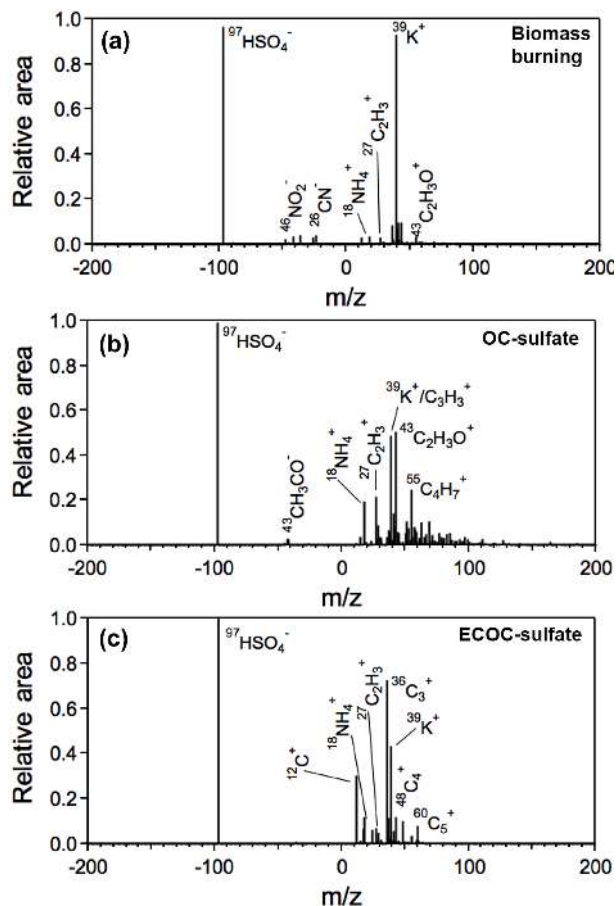 (a)
Biomass
burning
⁹⁷HSO₄⁻
³⁹K⁺
⁴⁶NO₂⁻
²⁶CN⁻
¹⁸NH₄⁺
²⁷C₂H₃⁺
⁴³C₂H₃O⁺
Relative area
1.0
0.8
0.6
0.4
0.2
0.0
-200
-100
0
100
200
m/z
(b)
OC-sulfate
⁹⁷HSO₄⁻
³⁹K⁺/C₃H₃⁺
⁴³CH₃CO⁻
¹⁸NH₄⁺
²⁷C₂H₃⁺
⁴³C₂H₃O⁺
⁵⁵C₄H₇⁺
Relative area
1.0
0.8
0.6
0.4
0.2
0.0
-200
-100
0
100
200
m/z
(c)
ECOC-sulfate
⁹⁷HSO₄⁻
¹²C⁺
¹⁸NH₄⁺
²⁷C₂H₃⁺
³⁶C₃⁺
³⁹K⁺
⁴⁸C₄⁺
⁶⁰C₅⁺
Relative area
1.0
0.8
0.6
0.4
0.2
0.0
-200
-100
0
100
200
m/z